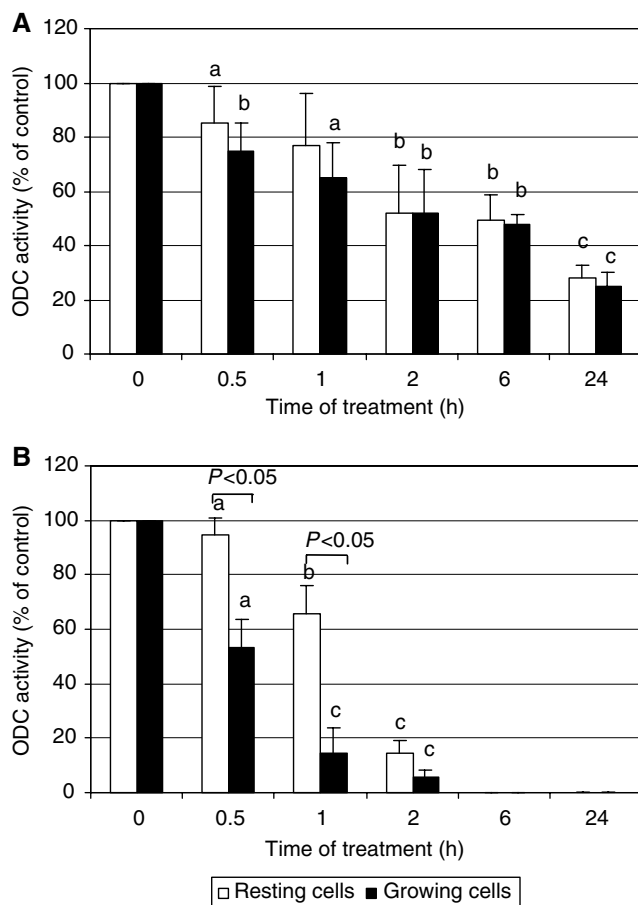 A
ODC activity (% of control)
120
100
80
60
40
20
0
a
b
a
b
b
b
b
c
c
0 0.5 1 2 6 24
Time of treatment (h)
B
ODC activity (% of control)
120
100
80
60
40
20
0
P<0.05
a
a
P<0.05
b
c
c
c
0 0.5 1 2 6 24
Time of treatment (h)
Resting cells Growing cells